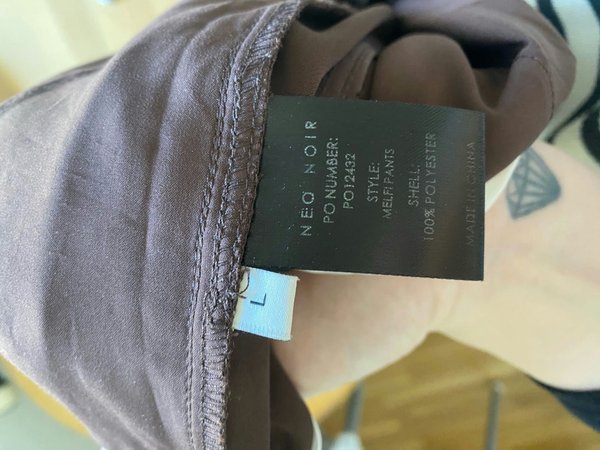 NEO NOIR
PO NUMBER:
PO12432
STYLE:
MELFI PANTS
SHELL:
100% POLYESTER
MADE IN CHINA
L